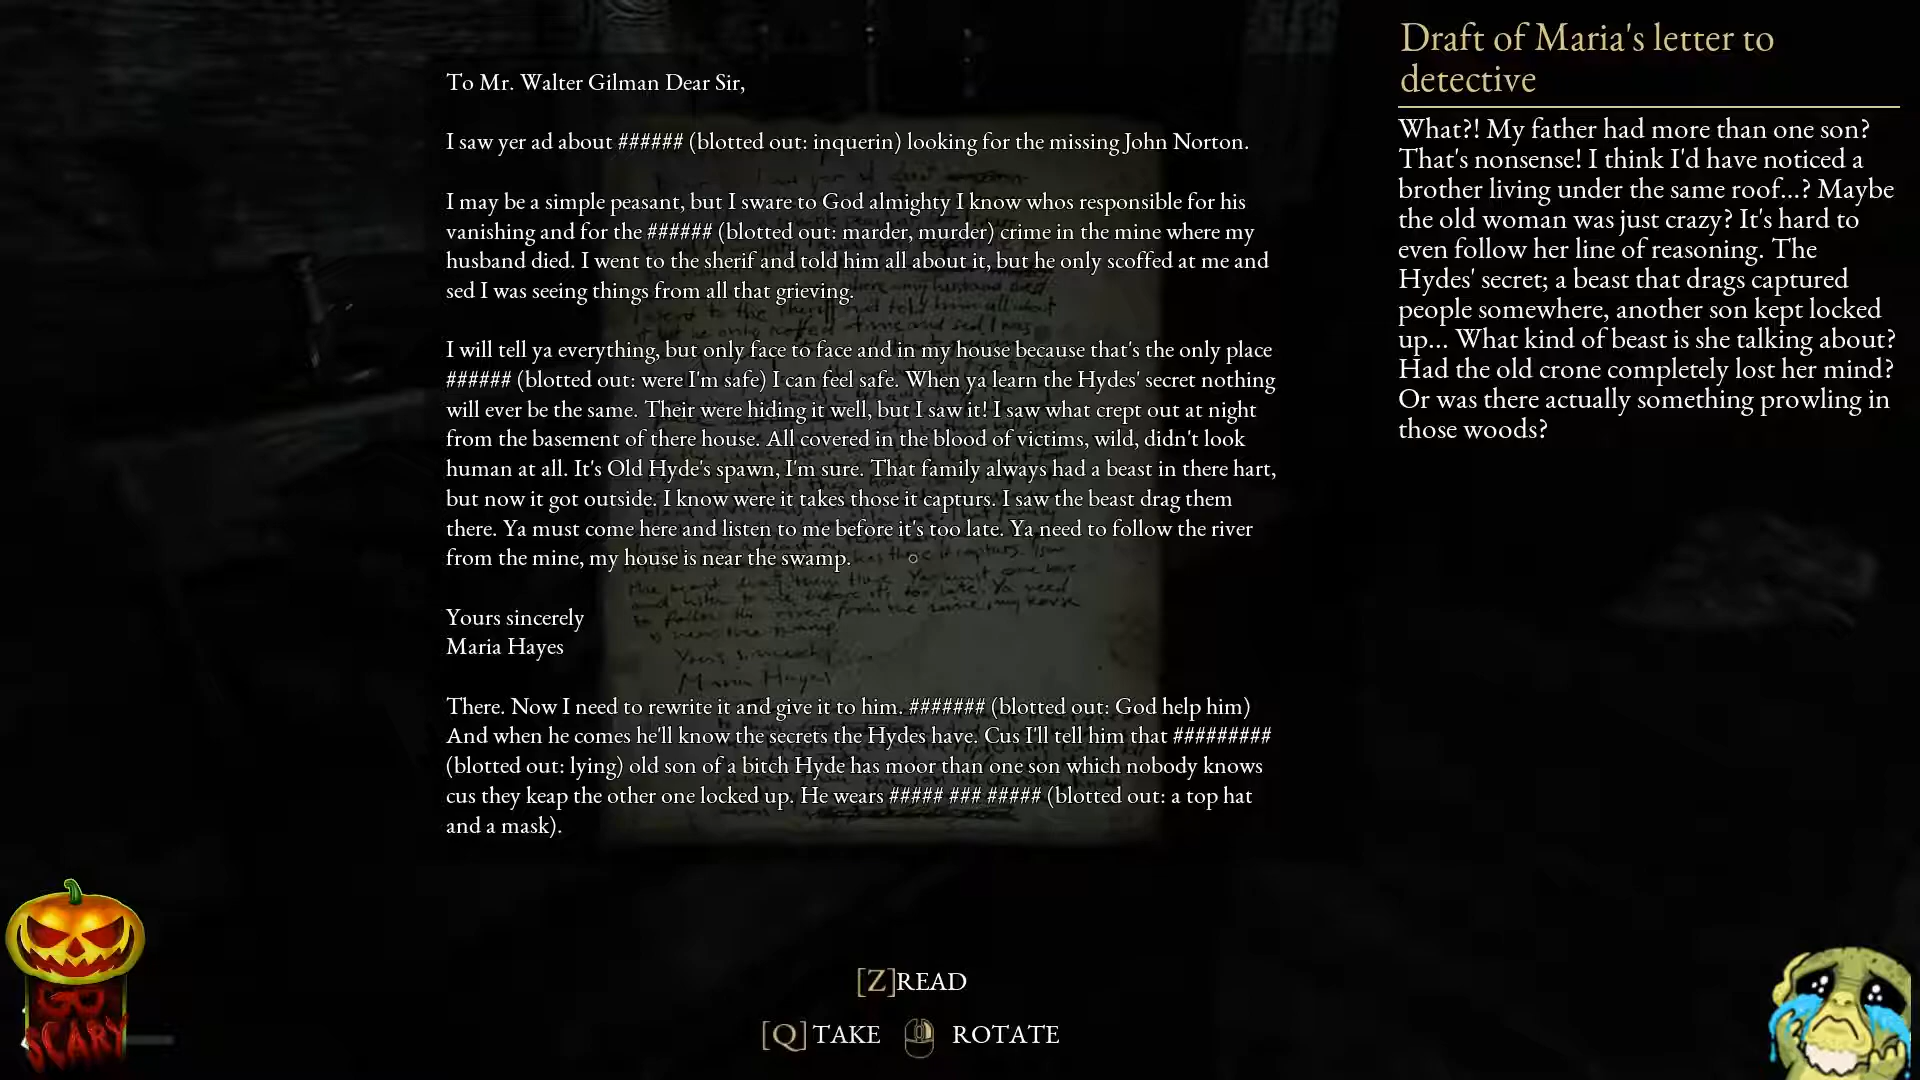 To Mr. Walter Gilman Dear Sir,
I saw yer ad about ###### (blotted out: inquerin) looking for the missing John Norton.
I may be a simple peasant, but I sware to God almighty I know whos responsible for his
vanishing and for the ###### (blotted out: marder, murder) crime in the mine where my
husband died. I went to the sherif and told him all about it, but he only scoffed at me and
sed I was seeing things from all that grieving.
I will tell ya everything, but only face to face and in my house because that's the only place
###### (blotted out: were I'm safe) I can feel safe. When ya learn the Hydes' secret nothing
will ever be the same. Their were hiding it well, but I saw it! I saw what crept out at night
from the basement of there house. All covered in the blood of victims, wild, didn't look
human at all. It's Old Hyde's spawn, I'm sure. That family always had a beast in there hart,
but now it got outside. I know were it takes those it capturs. I saw the beast drag them
there. Ya must come here and listen to me before it's too late. Ya need to follow the river
from the mine, my house is near the swamp.
Yours sincerely
Maria Hayes
There. Now I need to rewrite it and give it to him. ####### (blotted out: God help him)
And when he comes he'll know the secrets the Hydes have. Cus I'll tell him that #########
(blotted out: lying) old son of a bitch Hyde has moor than one son which nobody knows
cus they keap the other one locked up. He wears ##### ### ##### (blotted out: a top hat
and a mask).
Draft of Maria's letter to
detective
What?! My father had more than one son?
That's nonsense! I think I'd have noticed a
brother living under the same roof...? Maybe
the old woman was just crazy? It's hard to
even follow her line of reasoning. The
Hydes' secret; a beast that drags captured
people somewhere, another son kept locked
up... What kind of beast is she talking about?
Had the old crone completely lost her mind?
Or was there actually something prowling in
those woods?
[Z]READ
[Q]TAKE ROTATE
GO
SCARY